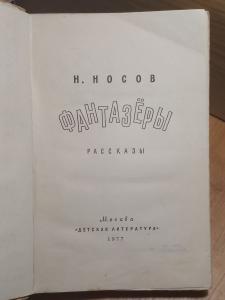 Н. НОСОВ
ФАНТАЗЁРЫ
РАССКАЗЫ
Москва
«ДЕТСКАЯ ЛИТЕРАТУРА»
1977